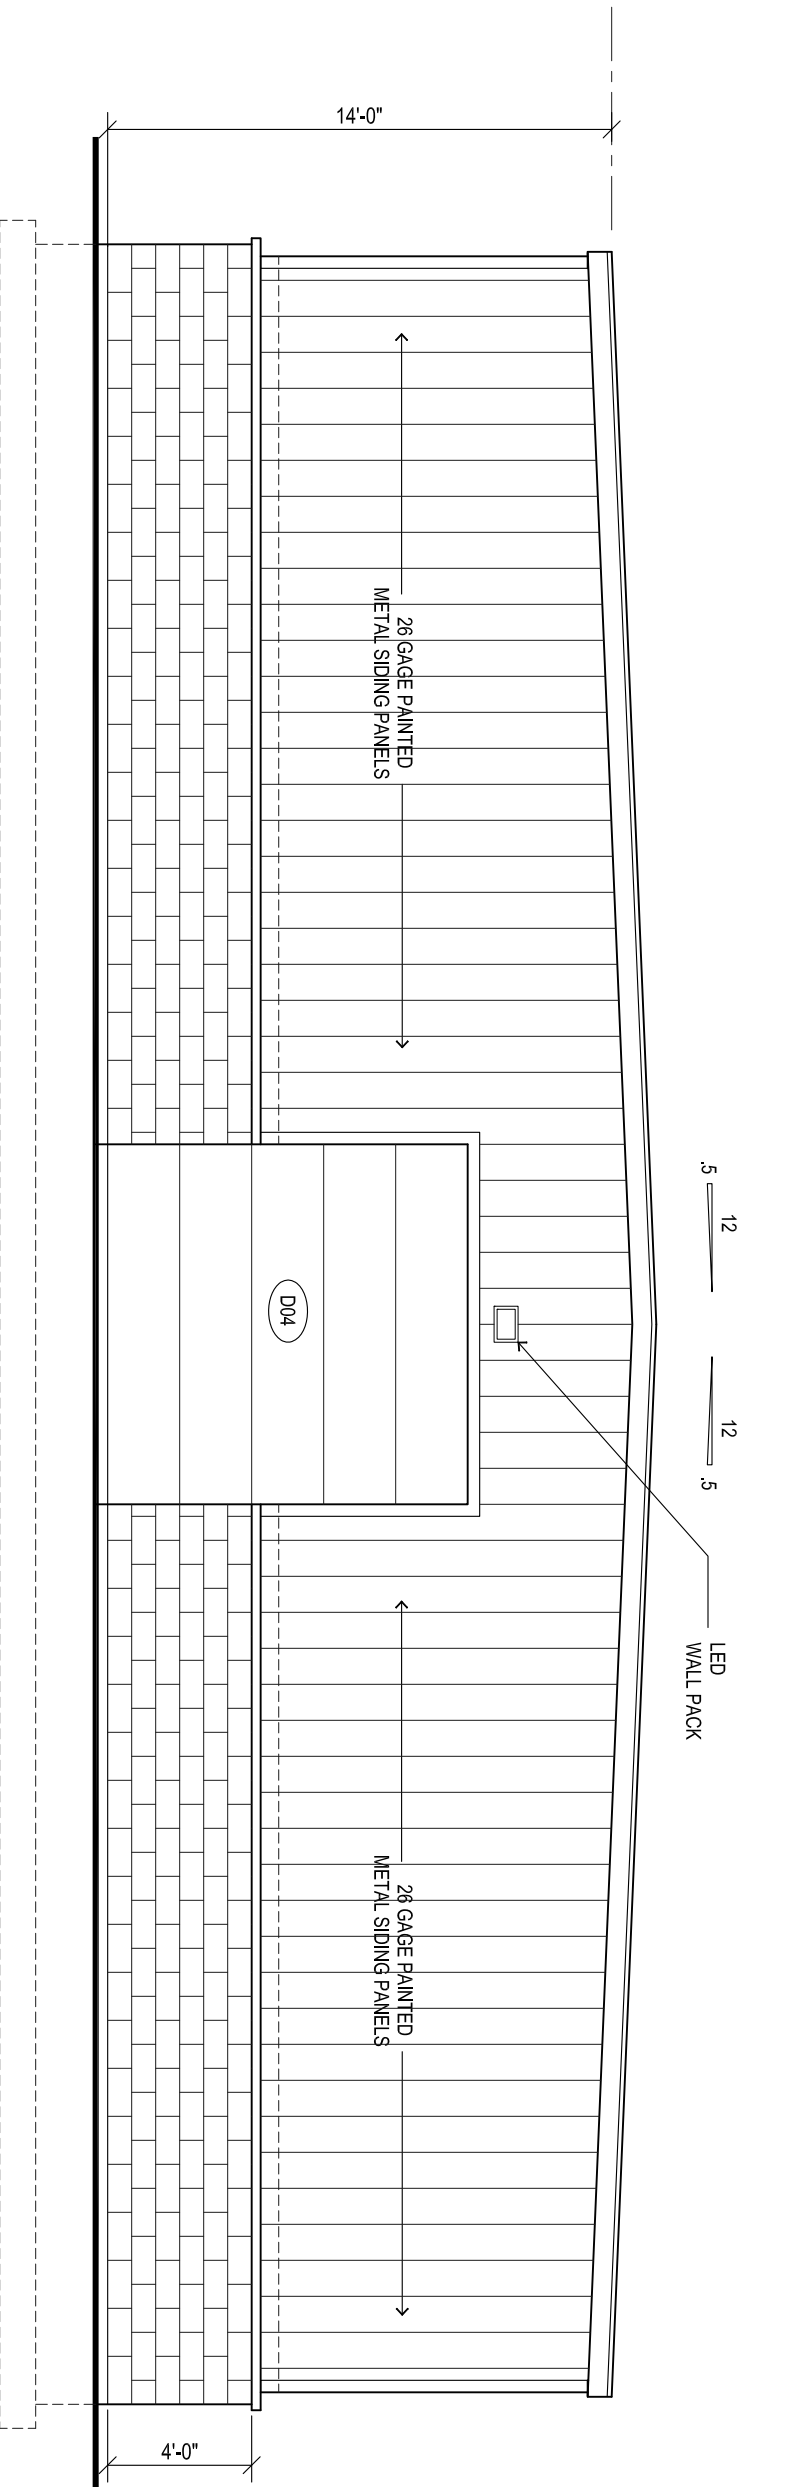 14'-0"
26 GAGE PAINTED
METAL SIDING PANELS
.5
12
12
.5
D04
LED
WALL PACK
26 GAGE PAINTED
METAL SIDING PANELS
4'-0"